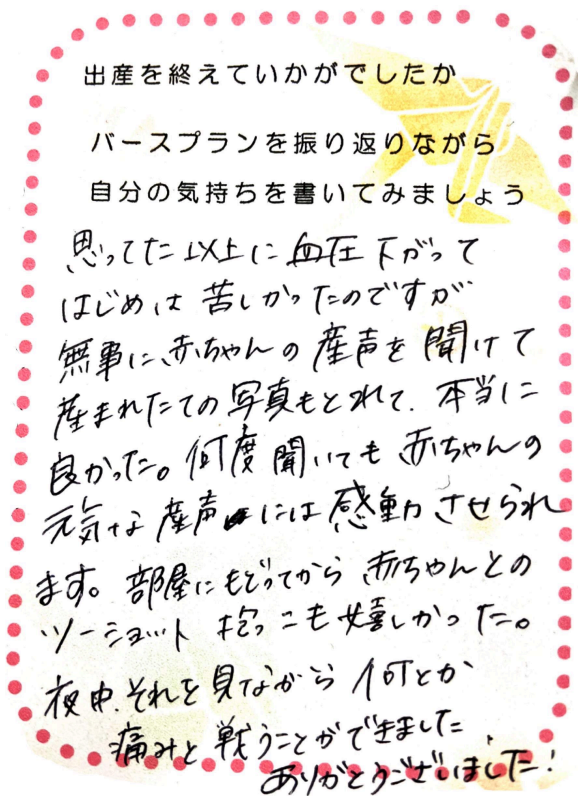 出産を終えていかがでしたか
バースプランを振り返りながら
自分の気持ちを書いてみましょう
思ってた以上に血圧下がって
はじめは苦しかったのですが
無事に赤ちゃんの産声を聞けて
産まれたての写真もとれて、本当に
良かった。何度聞いても赤ちゃんの
元気な産声には感動させられ
ます。部屋にもどってから赤ちゃんとの
ツーショット抱っこも嬉しかった。
夜中、それを見ながら何とか
痛みと戦うことができました
ありがとうございました!